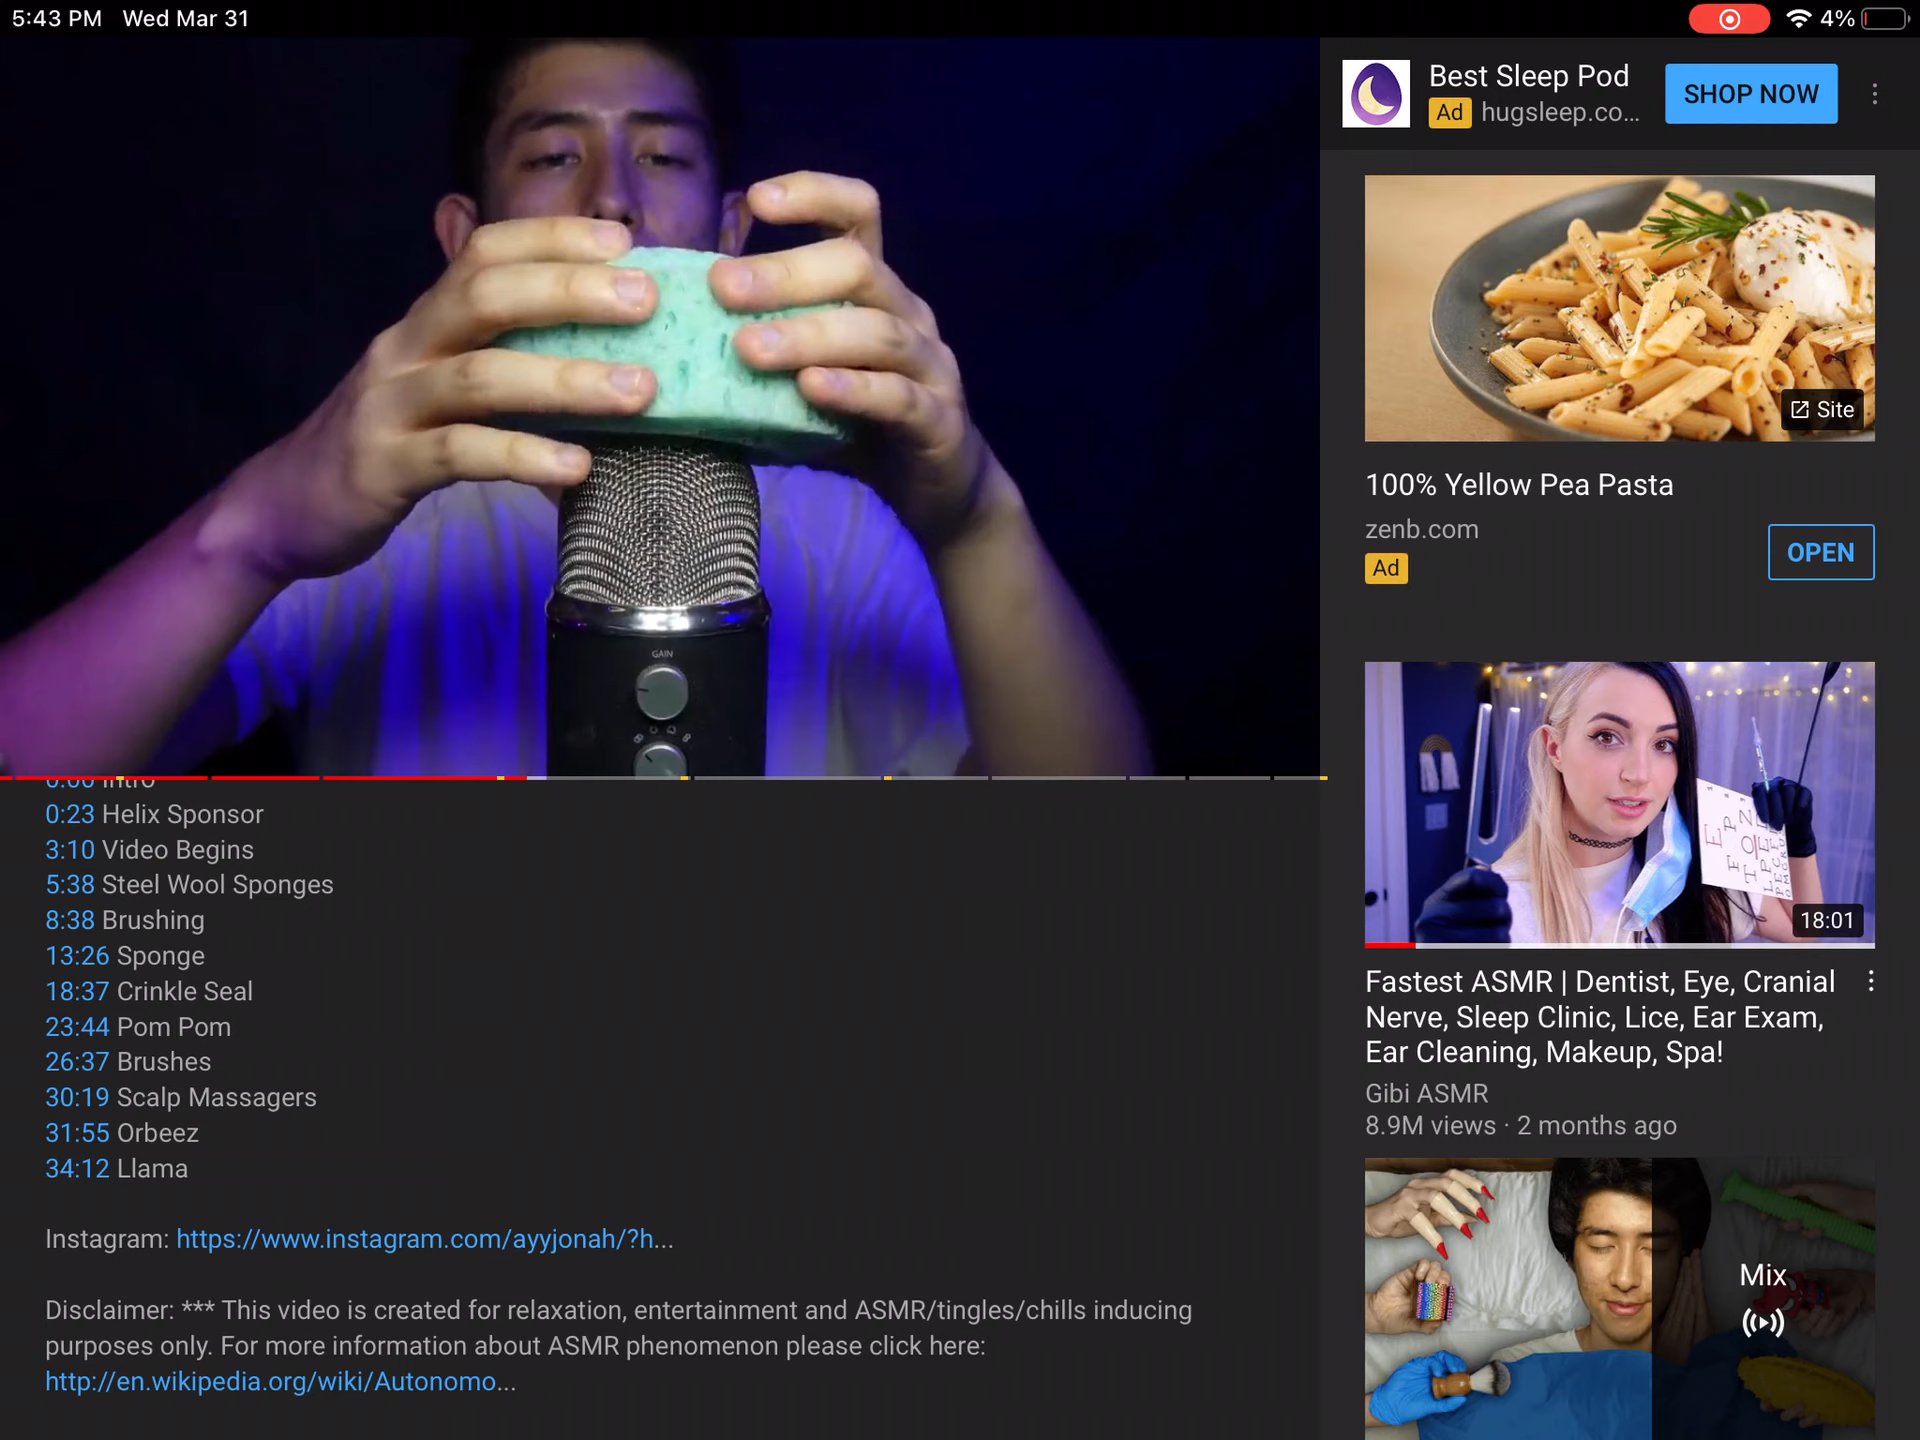 5:43 PM Wed Mar 31
4%
GAIN
0:00 Intro
0:23 Helix Sponsor
3:10 Video Begins
5:38 Steel Wool Sponges
8:38 Brushing
13:26 Sponge
18:37 Crinkle Seal
23:44 Pom Pom
26:37 Brushes
30:19 Scalp Massagers
31:55 Orbeez
34:12 Llama
Instagram: https://www.instagram.com/ayyjonah/?h...
Disclaimer: *** This video is created for relaxation, entertainment and ASMR/tingles/chills inducing
purposes only. For more information about ASMR phenomenon please click here:
http://en.wikipedia.org/wiki/Autonomo...
Best Sleep Pod
Ad hugsleep.co...
SHOP NOW
Site
100% Yellow Pea Pasta
zenb.com
Ad
OPEN
18:01
Fastest ASMR | Dentist, Eye, Cranial
Nerve, Sleep Clinic, Lice, Ear Exam,
Ear Cleaning, Makeup, Spa!
Gibi ASMR
8.9M views · 2 months ago
Mix